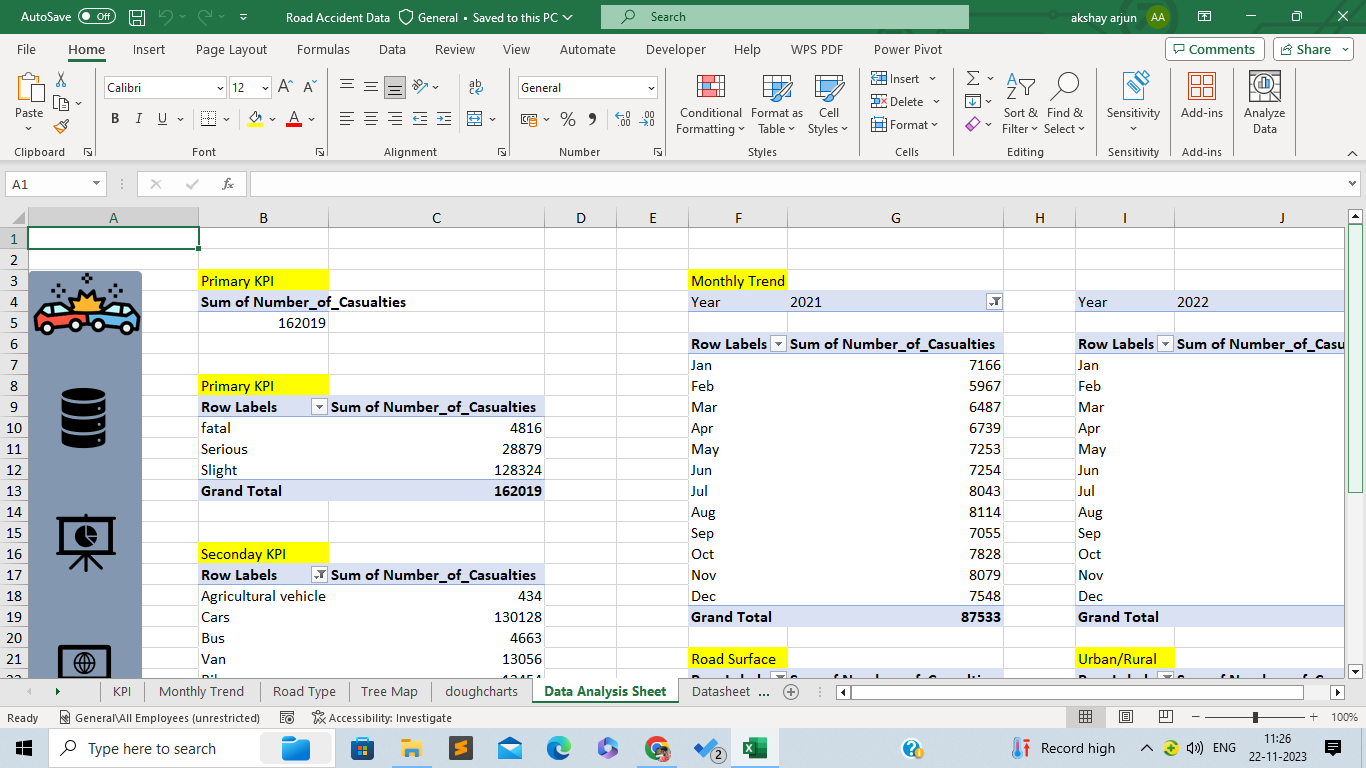 AutoSave Off Road Accident Data General • Saved to this PC Search akshay arjun AA
File Home Insert Page Layout Formulas Data Review View Automate Developer Help WPS PDF Power Pivot Comments Share
Calibri 12 General Insert
Paste B I U Conditional Formatting Format as Table Cell Styles Delete Format Sort & Filter Find & Select Sensitivity Add-ins Analyze Data
Clipboard Font Alignment Number Styles Cells Editing Sensitivity Add-ins
A1 fx
A B C D E F G H I J
1
2
3 Primary KPI Monthly Trend
4 Sum of Number_of_Casualties Year 2021 Year 2022
5 162019
6 Row Labels Sum of Number_of_Casualties Row Labels Sum of Number_of_Casu
7 Jan 7166 Jan
8 Primary KPI Feb 5967 Feb
9 Row Labels Sum of Number_of_Casualties Mar 6487 Mar
10 fatal 4816 Apr 6739 Apr
11 Serious 28879 May 7253 May
12 Slight 128324 Jun 7254 Jun
13 Grand Total 162019 Jul 8043 Jul
14 Aug 8114 Aug
15 Sep 7055 Sep
16 Seconday KPI Oct 7828 Oct
17 Row Labels Sum of Number_of_Casualties Nov 8079 Nov
18 Agricultural vehicle 434 Dec 7548 Dec
19 Cars 130128 Grand Total 87533 Grand Total
20 Bus 4663
21 Van 13056 Road Surface Urban/Rural
KPI Monthly Trend Road Type Tree Map doughcharts Data Analysis Sheet Datasheet ...
Ready General\All Employees (unrestricted) Accessibility: Investigate 100%
Type here to search 2 Record high ENG 11:26
22-11-2023